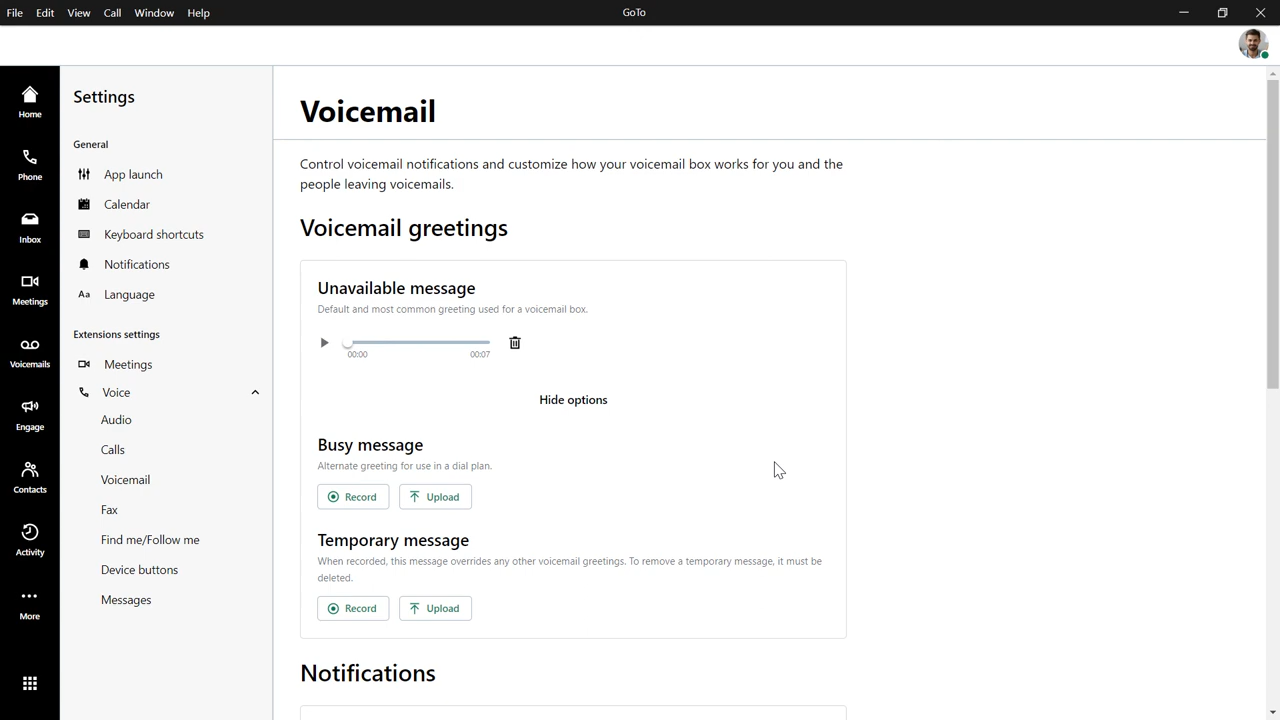 File Edit View Call Window Help
GoTo
Home
Phone
Inbox
Meetings
Voicemails
Engage
Contacts
Activity
More
Settings
General
App launch
Calendar
Keyboard shortcuts
Notifications
Aa Language
Extensions settings
Meetings
Voice
Audio
Calls
Voicemail
Fax
Find me/Follow me
Device buttons
Messages
Voicemail
Control voicemail notifications and customize how your voicemail box works for you and the
people leaving voicemails.
Voicemail greetings
Unavailable message
Default and most common greeting used for a voicemail box.
00:00 00:07
Hide options
Busy message
Alternate greeting for use in a dial plan.
Record Upload
Temporary message
When recorded, this message overrides any other voicemail greetings. To remove a temporary message, it must be
deleted.
Record Upload
Notifications